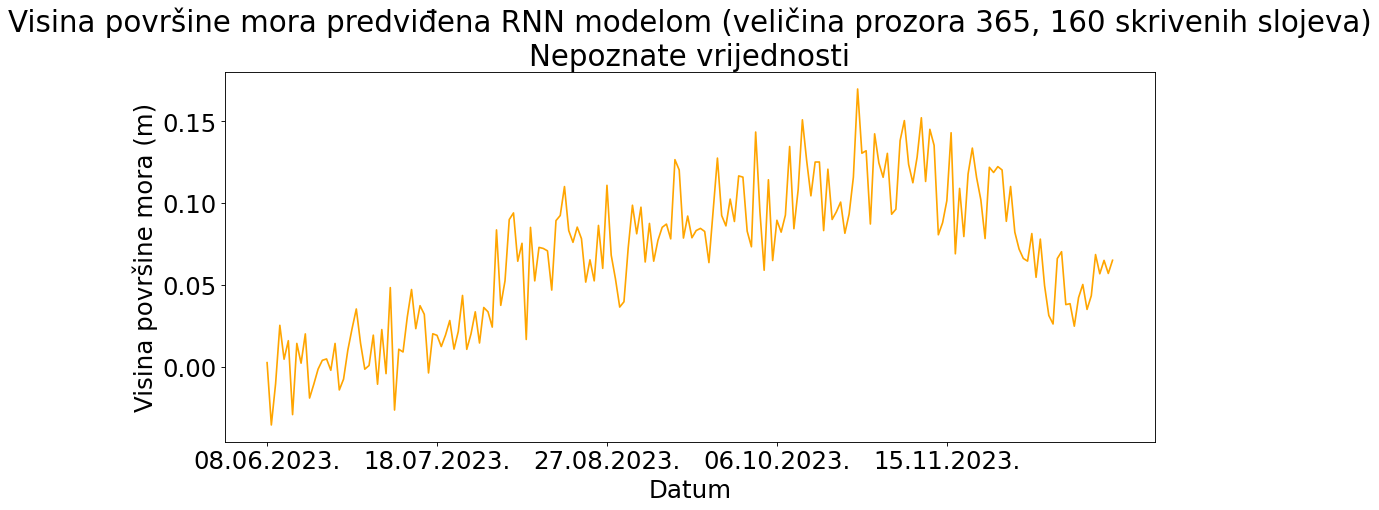 Visina površine mora predviđena RNN modelom (veličina prozora 365, 160 skrivenih slojeva)
Nepoznate vrijednosti
Visina površine mora (m)
0.15
0.10
0.05
0.00
08.06.2023. 18.07.2023. 27.08.2023. 06.10.2023. 15.11.2023.
Datum